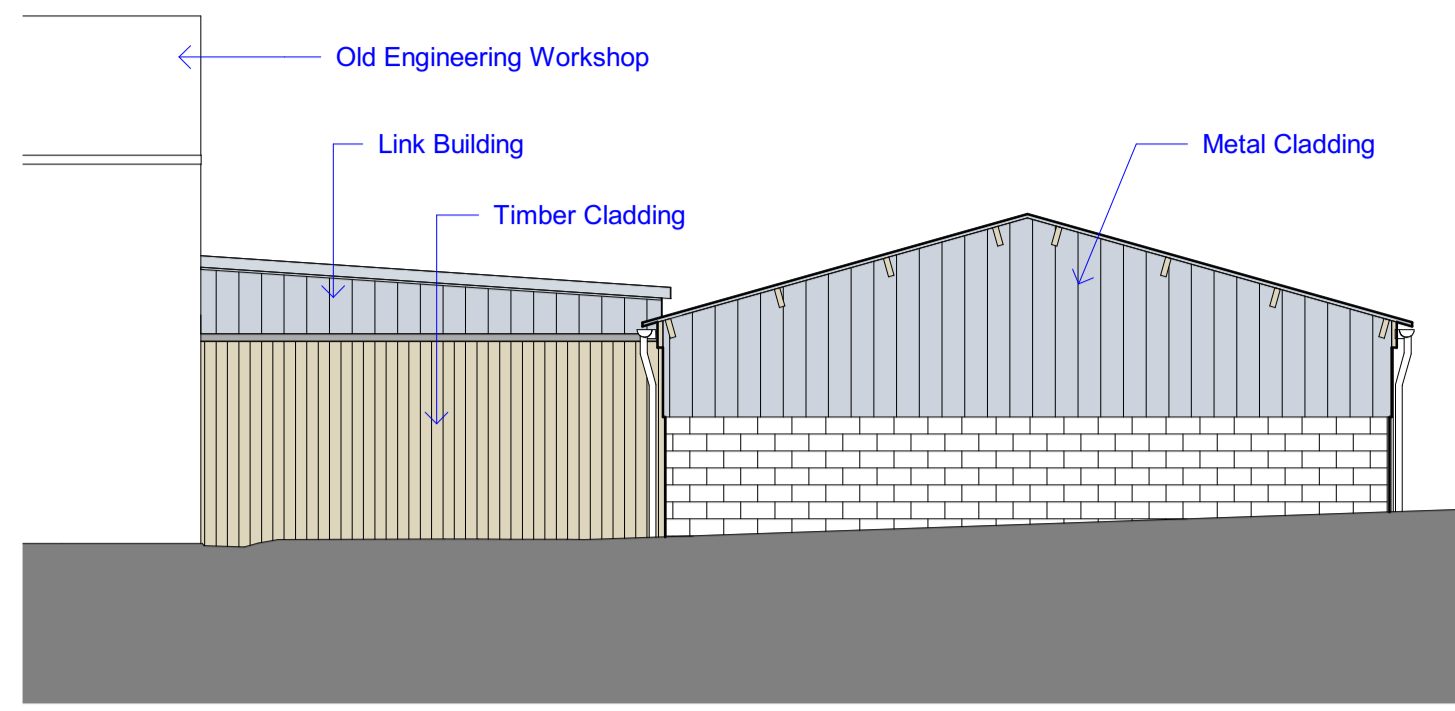 Old Engineering Workshop
Link Building
Metal Cladding
Timber Cladding